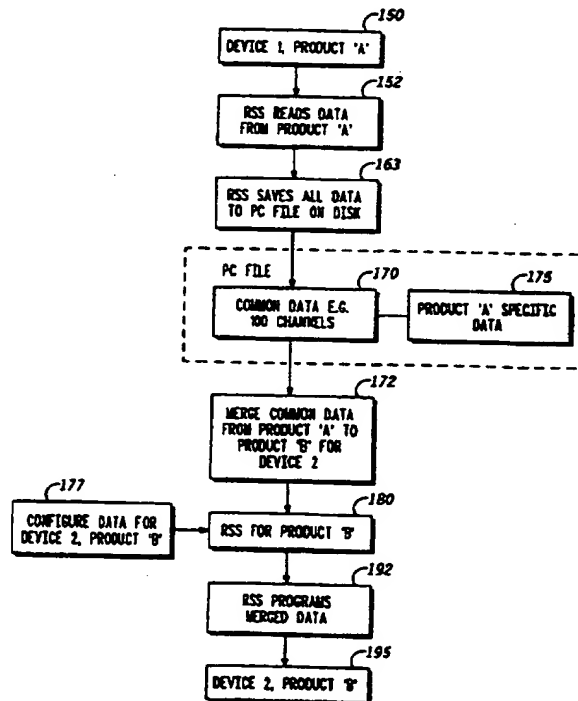 150
DEVICE 1, PRODUCT 'A'
152
RSS READS DATA
FROM PRODUCT 'A'
163
RSS SAVES ALL DATA
TO PC FILE ON DISK
PC FILE
170
COMMON DATA E.G.
100 CHANNELS
175
PRODUCT 'A' SPECIFIC
DATA
172
MERGE COMMON DATA
FROM PRODUCT 'A' TO
PRODUCT 'B' FOR
DEVICE 2
177
CONFIGURE DATA FOR
DEVICE 2, PRODUCT 'B'
180
RSS FOR PRODUCT 'B'
192
RSS PROGRAMS
MERGED DATA
195
DEVICE 2, PRODUCT 'B'